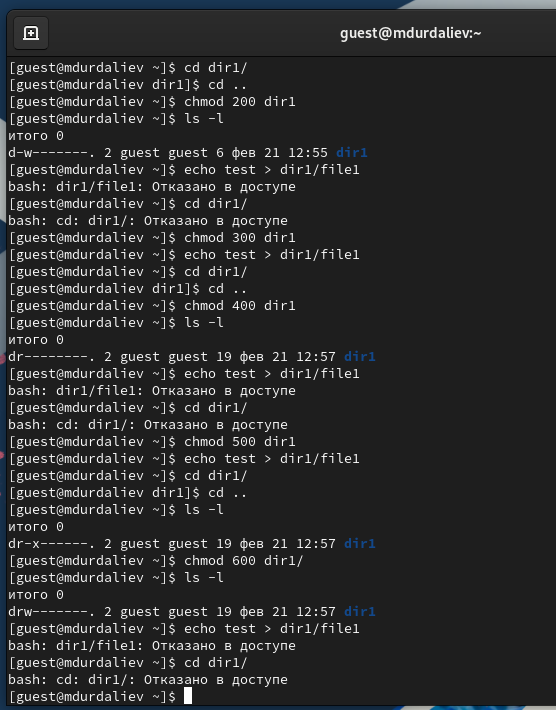 guest@mdurdaliev:~
[guest@mdurdaliev ~]$ cd dir1/
[guest@mdurdaliev dir1]$ cd ..
[guest@mdurdaliev ~]$ chmod 200 dir1
[guest@mdurdaliev ~]$ ls -l
итого 0
d-w-------. 2 guest guest 6 фев 21 12:55 dir1
[guest@mdurdaliev ~]$ echo test > dir1/file1
bash: dir1/file1: Отказано в доступе
[guest@mdurdaliev ~]$ cd dir1/
bash: cd: dir1/: Отказано в доступе
[guest@mdurdaliev ~]$ chmod 300 dir1
[guest@mdurdaliev ~]$ echo test > dir1/file1
[guest@mdurdaliev ~]$ cd dir1/
[guest@mdurdaliev dir1]$ cd ..
[guest@mdurdaliev ~]$ chmod 400 dir1
[guest@mdurdaliev ~]$ ls -l
итого 0
dr--------. 2 guest guest 19 фев 21 12:57 dir1
[guest@mdurdaliev ~]$ echo test > dir1/file1
bash: dir1/file1: Отказано в доступе
[guest@mdurdaliev ~]$ cd dir1/
bash: cd: dir1/: Отказано в доступе
[guest@mdurdaliev ~]$ chmod 500 dir1
[guest@mdurdaliev ~]$ echo test > dir1/file1
[guest@mdurdaliev ~]$ cd dir1/
[guest@mdurdaliev dir1]$ cd ..
[guest@mdurdaliev ~]$ ls -l
итого 0
dr-x------. 2 guest guest 19 фев 21 12:57 dir1
[guest@mdurdaliev ~]$ chmod 600 dir1/
[guest@mdurdaliev ~]$ ls -l
итого 0
drw-------. 2 guest guest 19 фев 21 12:57 dir1
[guest@mdurdaliev ~]$ echo test > dir1/file1
bash: dir1/file1: Отказано в доступе
[guest@mdurdaliev ~]$ cd dir1/
bash: cd: dir1/: Отказано в доступе
[guest@mdurdaliev ~]$